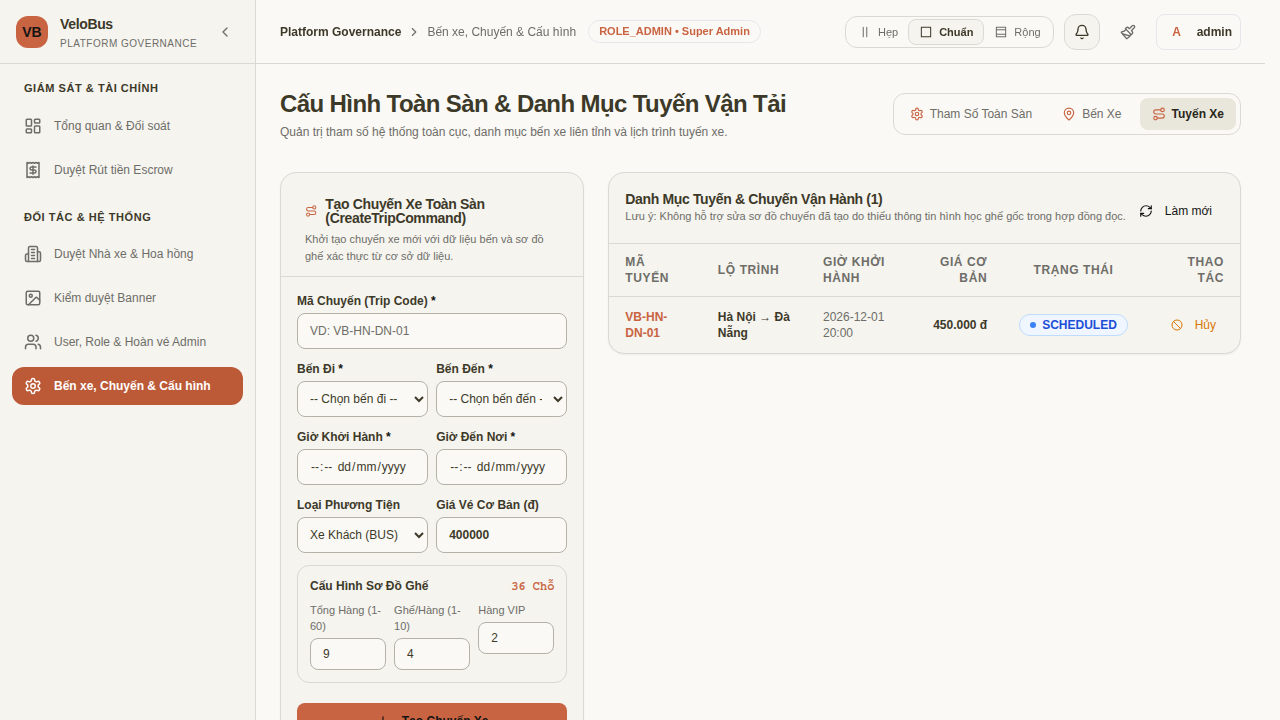 VB
VeloBus
PLATFORM GOVERNANCE
GIÁM SÁT & TÀI CHÍNH
Tổng quan & Đối soát
Duyệt Rút tiền Escrow
ĐỐI TÁC & HỆ THỐNG
Duyệt Nhà xe & Hoa hồng
Kiểm duyệt Banner
User, Role & Hoàn vé Admin
Bến xe, Chuyến & Cấu hình
Platform Governance
Bến xe, Chuyến & Cấu hình
ROLE_ADMIN • Super Admin
Hẹp
Chuẩn
Rộng
A
admin
Cấu Hình Toàn Sàn & Danh Mục Tuyến Vận Tải
Quản trị tham số hệ thống toàn cục, danh mục bến xe liên tỉnh và lịch trình tuyến xe.
Tham Số Toàn Sàn
Bến Xe
Tuyến Xe
Tạo Chuyến Xe Toàn Sàn
(CreateTripCommand)
Khởi tạo chuyến xe mới với dữ liệu bến và sơ đồ
ghế xác thực từ cơ sở dữ liệu.
Mã Chuyến (Trip Code) *
VD: VB-HN-DN-01
Bến Đi *
Bến Đến *
-- Chọn bến đi --
-- Chọn bến đến -
Giờ Khởi Hành *
Giờ Đến Nơi *
--:-- dd/mm/yyyy
--:-- dd/mm/yyyy
Loại Phương Tiện
Giá Vé Cơ Bản (đ)
Xe Khách (BUS)
400000
Cấu Hình Sơ Đồ Ghế
36 Chỗ
Tổng Hàng (1-
60)
Ghế/Hàng (1-
10)
Hàng VIP
9
4
2
Tạo Chuyến Xe
Danh Mục Tuyến & Chuyến Vận Hành (1)
Lưu ý: Không hỗ trợ sửa sơ đồ chuyến đã tạo do thiếu thông tin hình học ghế gốc trong hợp đồng đọc.
Làm mới
MÃ
TUYẾN
LỘ TRÌNH
GIỜ KHỞI
HÀNH
GIÁ CƠ
BẢN
TRẠNG THÁI
THAO
TÁC
VB-HN-
DN-01
Hà Nội → Đà
Nẵng
2026-12-01
20:00
450.000 đ
SCHEDULED
Hủy